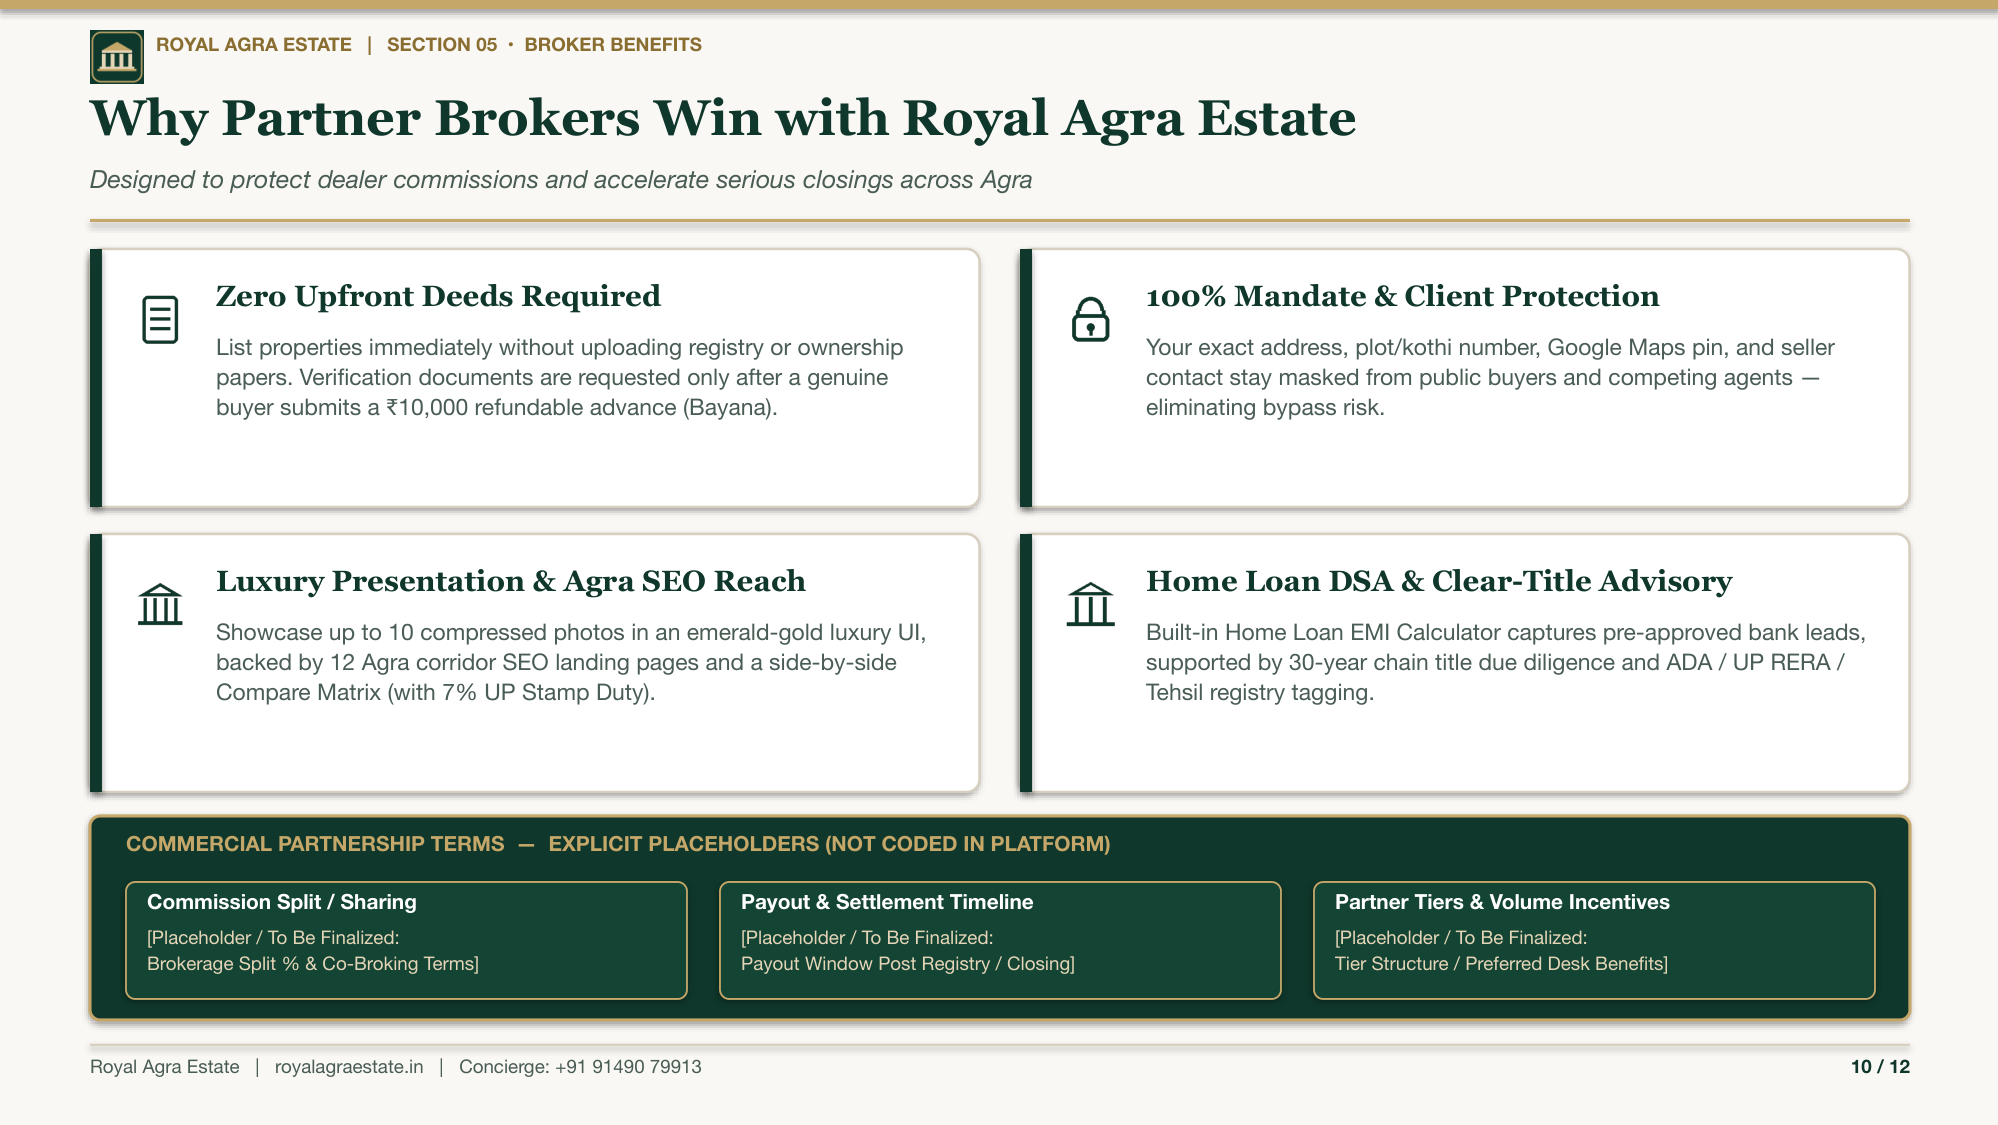 ROYAL AGRA ESTATE | SECTION 05 • BROKER BENEFITS
Why Partner Brokers Win with Royal Agra Estate
Designed to protect dealer commissions and accelerate serious closings across Agra
Zero Upfront Deeds Required
List properties immediately without uploading registry or ownership
papers. Verification documents are requested only after a genuine
buyer submits a ₹10,000 refundable advance (Bayana).
100% Mandate & Client Protection
Your exact address, plot/kothi number, Google Maps pin, and seller
contact stay masked from public buyers and competing agents —
eliminating bypass risk.
Luxury Presentation & Agra SEO Reach
Showcase up to 10 compressed photos in an emerald-gold luxury UI,
backed by 12 Agra corridor SEO landing pages and a side-by-side
Compare Matrix (with 7% UP Stamp Duty).
Home Loan DSA & Clear-Title Advisory
Built-in Home Loan EMI Calculator captures pre-approved bank leads,
supported by 30-year chain title due diligence and ADA / UP RERA /
Tehsil registry tagging.
COMMERCIAL PARTNERSHIP TERMS — EXPLICIT PLACEHOLDERS (NOT CODED IN PLATFORM)
Commission Split / Sharing
[Placeholder / To Be Finalized:
Brokerage Split % & Co-Broking Terms]
Payout & Settlement Timeline
[Placeholder / To Be Finalized:
Payout Window Post Registry / Closing]
Partner Tiers & Volume Incentives
[Placeholder / To Be Finalized:
Tier Structure / Preferred Desk Benefits]
Royal Agra Estate | royalagraestate.in | Concierge: +91 91490 79913
10 / 12